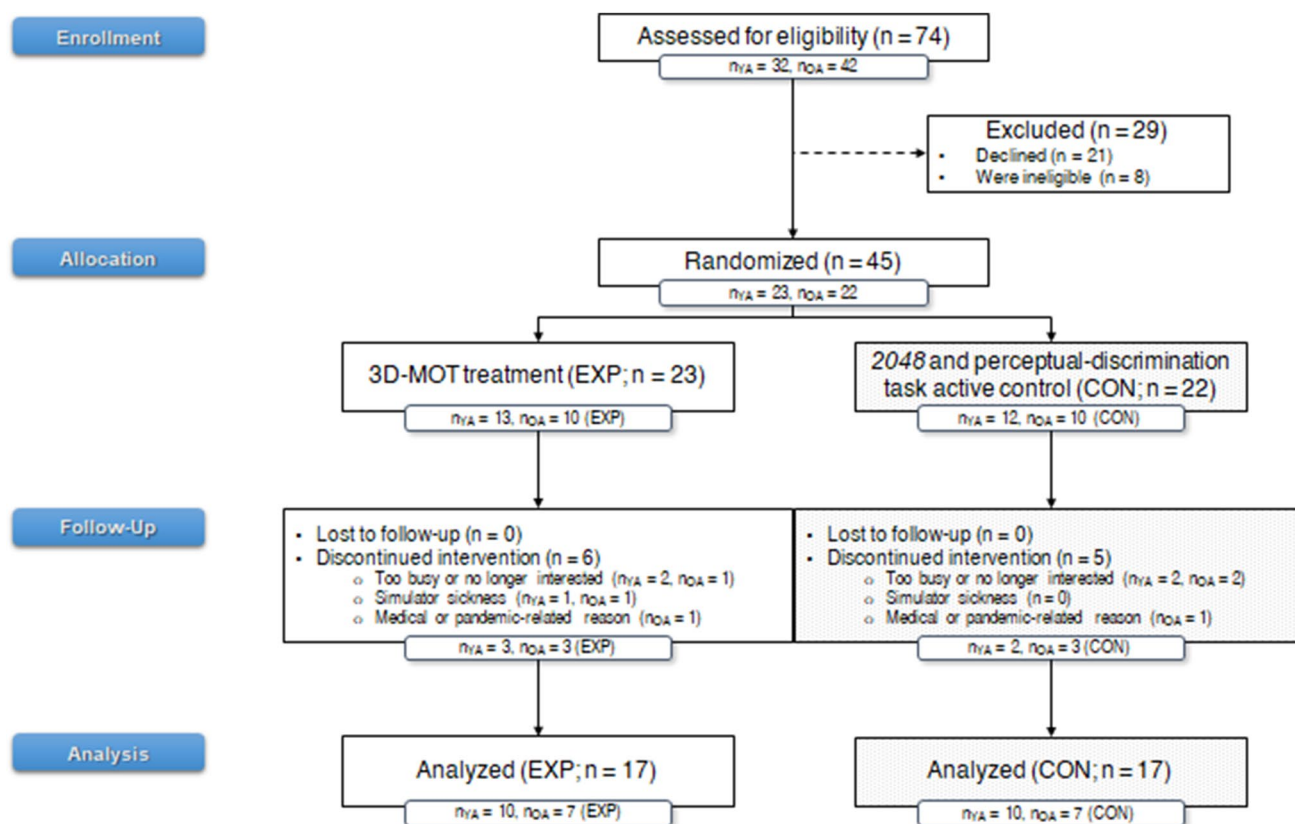 Enrollment
Assessed for eligibility (n = 74)
nYA = 32, nOA = 42
Excluded (n = 29)
• Declined (n = 21)
• Were ineligible (n = 8)
Allocation
Randomized (n = 45)
nYA = 23, nOA = 22
3D-MOT treatment (EXP; n = 23)
nYA = 13, nOA = 10 (EXP)
2048 and perceptual-discrimination
task active control (CON; n = 22)
nYA = 12, nOA = 10 (CON)
Follow-Up
• Lost to follow-up (n = 0)
• Discontinued intervention (n = 6)
o Too busy or no longer interested (nYA = 2, nOA = 1)
o Simulator sickness (nYA = 1, nOA = 1)
o Medical or pandemic-related reason (nOA = 1)
nYA = 3, nOA = 3 (EXP)
• Lost to follow-up (n = 0)
• Discontinued intervention (n = 5)
o Too busy or no longer interested (nYA = 2, nOA = 2)
o Simulator sickness (n = 0)
o Medical or pandemic-related reason (nOA = 1)
nYA = 2, nOA = 3 (CON)
Analysis
Analyzed (EXP; n = 17)
nYA = 10, nOA = 7 (EXP)
Analyzed (CON; n = 17)
nYA = 10, nOA = 7 (CON)